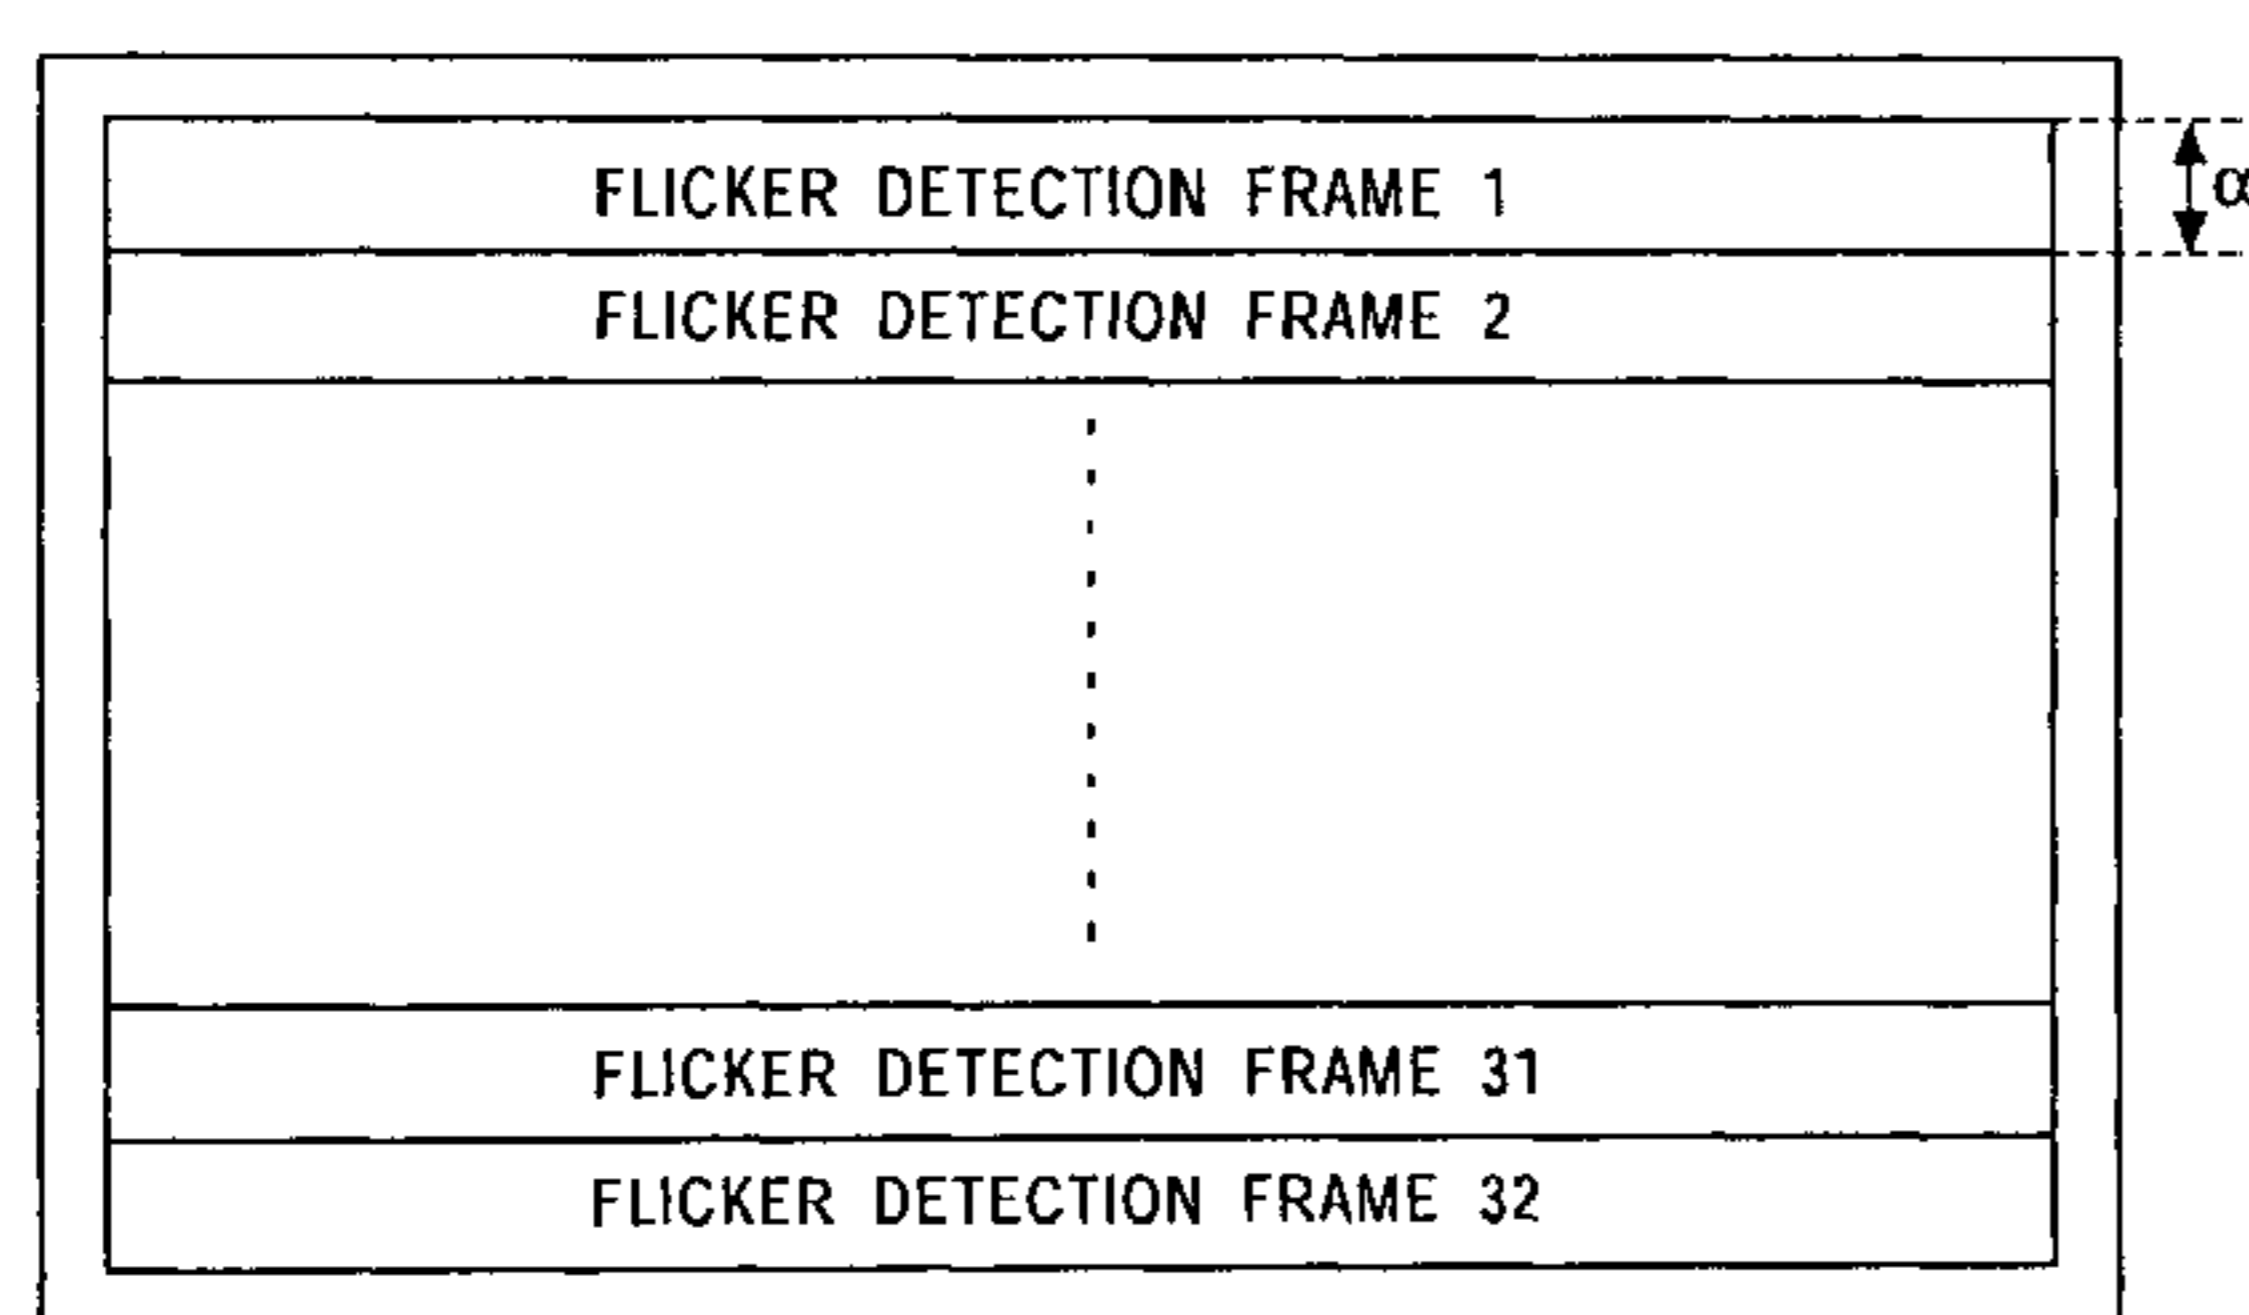 FLICKER DETECTION FRAME 1
α
FLICKER DETECTION FRAME 2
FLICKER DETECTION FRAME 31
FLICKER DETECTION FRAME 32